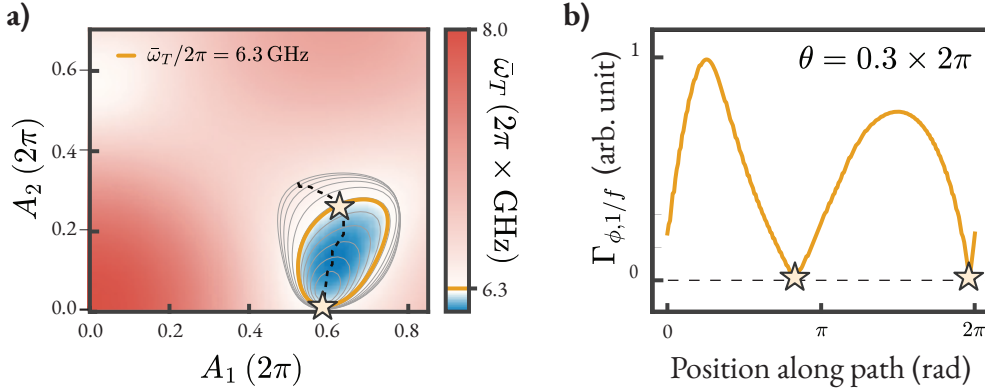 a)
ω̄_T/2π = 6.3 GHz
0.6
0.4
0.2
0.0
A_2 (2π)
0.0
0.2
0.4
0.6
0.8
A_1 (2π)
8.0
6.3
ω̄_T (2π × GHz)
b)
θ = 0.3 × 2π
1
0
Γ_{ϕ,1/f} (arb. unit)
0
π
2π
Position along path (rad)